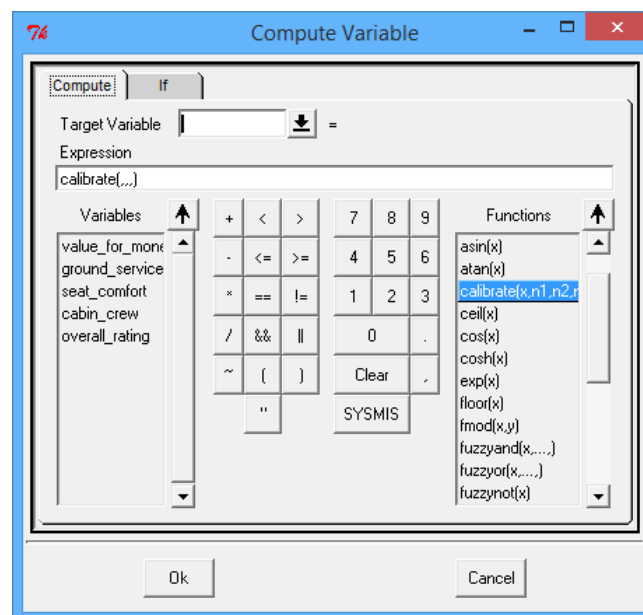 7% Compute Variable
Compute If
Target Variable =
Expression
calibrate(,,,)
Variables
value_for_mone
ground_service
seat_comfort
cabin_crew
overall_rating
+ < >
- <= >=
* == !=
/ && ||
~ ( )
"
7 8 9
4 5 6
1 2 3
0 .
Clear ,
SYSMIS
Functions
asin(x)
atan(x)
calibrate(x,n1,n2,n
ceil(x)
cos(x)
cosh(x)
exp(x)
floor(x)
fmod(x,y)
fuzzyand(x,...,)
fuzzyor(x,...,)
fuzzynot(x)
Ok Cancel